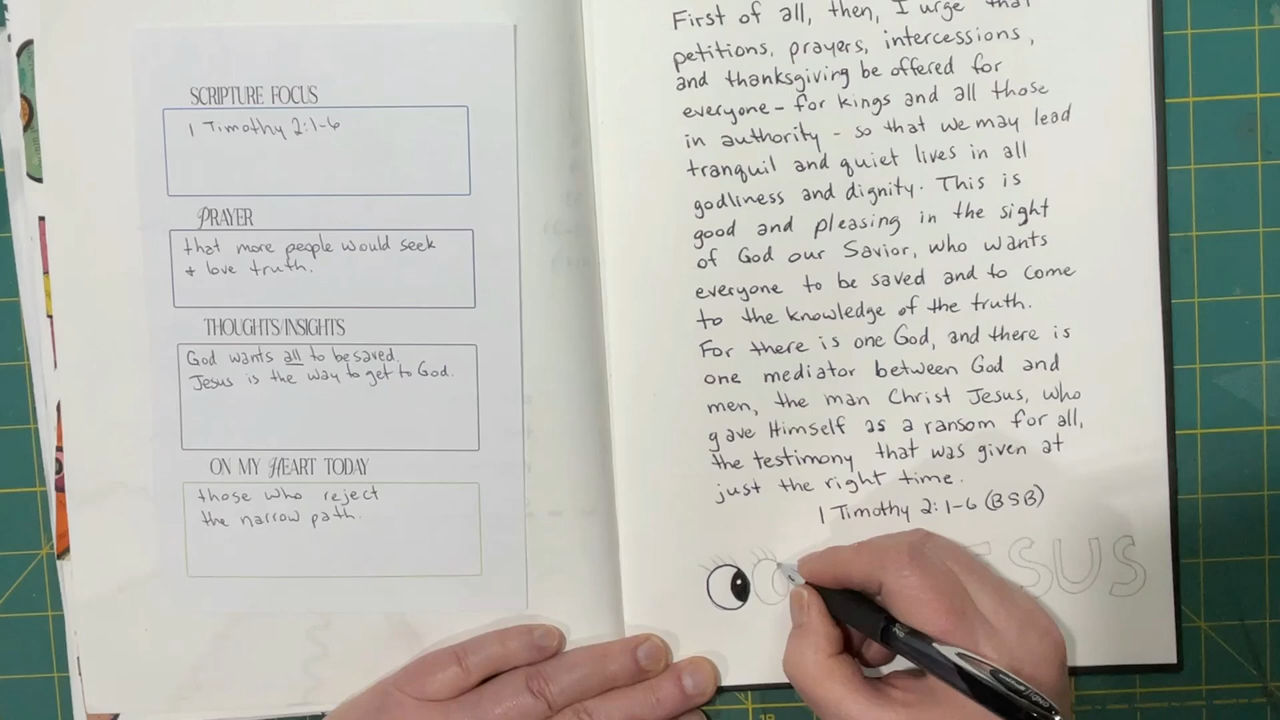 SCRIPTURE FOCUS
1 Timothy 2:1-6
PRAYER
that more people would seek
+ love truth.
THOUGHTS/INSIGHTS
God wants all to be saved.
Jesus is the way to get to God.
ON MY HEART TODAY
those who reject
the narrow path.
First of all, then, I urge that
petitions, prayers, intercessions,
and thanksgiving be offered for
everyone - for kings and all those
in authority - so that we may lead
tranquil and quiet lives in all
godliness and dignity. This is
good and pleasing in the sight
of God our Savior, who wants
everyone to be saved and to come
to the knowledge of the truth.
For there is one God, and there is
one mediator between God and
men, the man Christ Jesus, who
gave Himself as a ransom for all,
the testimony that was given at
just the right time.
1 Timothy 2:1-6 (BSB)
ESUS